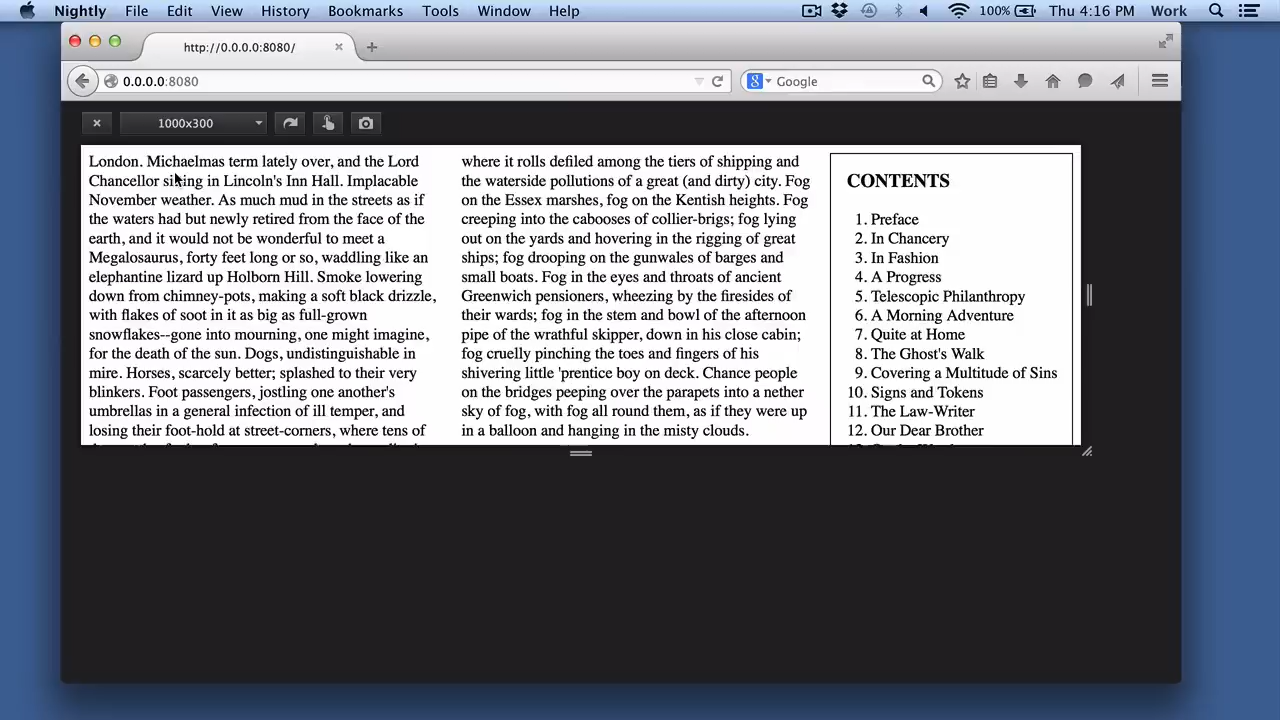 Nightly File Edit View History Bookmarks Tools Window Help 100% Thu 4:16 PM Work
http://0.0.0.0:8080/
0.0.0.0:8080 Google
1000x300
London. Michaelmas term lately over, and the Lord
Chancellor sitting in Lincoln's Inn Hall. Implacable
November weather. As much mud in the streets as if
the waters had but newly retired from the face of the
earth, and it would not be wonderful to meet a
Megalosaurus, forty feet long or so, waddling like an
elephantine lizard up Holborn Hill. Smoke lowering
down from chimney-pots, making a soft black drizzle,
with flakes of soot in it as big as full-grown
snowflakes--gone into mourning, one might imagine,
for the death of the sun. Dogs, undistinguishable in
mire. Horses, scarcely better; splashed to their very
blinkers. Foot passengers, jostling one another's
umbrellas in a general infection of ill temper, and
losing their foot-hold at street-corners, where tens of
where it rolls defiled among the tiers of shipping and
the waterside pollutions of a great (and dirty) city. Fog
on the Essex marshes, fog on the Kentish heights. Fog
creeping into the cabooses of collier-brigs; fog lying
out on the yards and hovering in the rigging of great
ships; fog drooping on the gunwales of barges and
small boats. Fog in the eyes and throats of ancient
Greenwich pensioners, wheezing by the firesides of
their wards; fog in the stem and bowl of the afternoon
pipe of the wrathful skipper, down in his close cabin;
fog cruelly pinching the toes and fingers of his
shivering little 'prentice boy on deck. Chance people
on the bridges peeping over the parapets into a nether
sky of fog, with fog all round them, as if they were up
in a balloon and hanging in the misty clouds.
CONTENTS
1. Preface
2. In Chancery
3. In Fashion
4. A Progress
5. Telescopic Philanthropy
6. A Morning Adventure
7. Quite at Home
8. The Ghost's Walk
9. Covering a Multitude of Sins
10. Signs and Tokens
11. The Law-Writer
12. Our Dear Brother